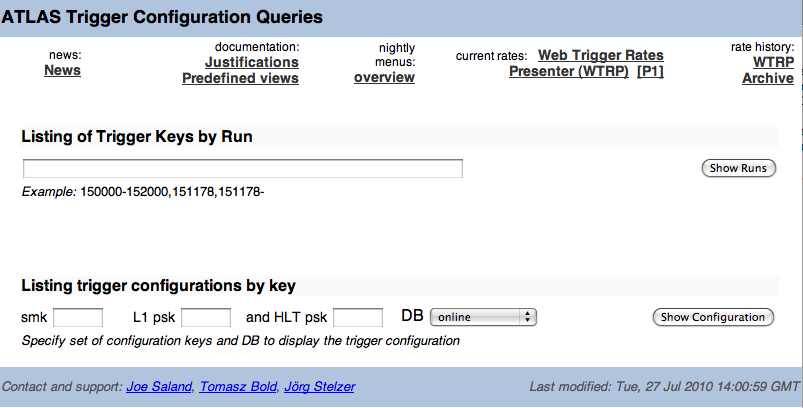 ATLAS Trigger Configuration Queries
news:
News
documentation:
Justifications
Predefined views
nightly
menus:
overview
current rates: Web Trigger Rates
Presenter (WTRP) [P1]
rate history:
WTRP
Archive
Listing of Trigger Keys by Run
Show Runs
Example: 150000-152000,151178,151178-
Listing trigger configurations by key
smk L1 psk and HLT psk DB online Show Configuration
Specify set of configuration keys and DB to display the trigger configuration
Contact and support: Joe Saland, Tomasz Bold, Jörg Stelzer Last modified: Tue, 27 Jul 2010 14:00:59 GMT